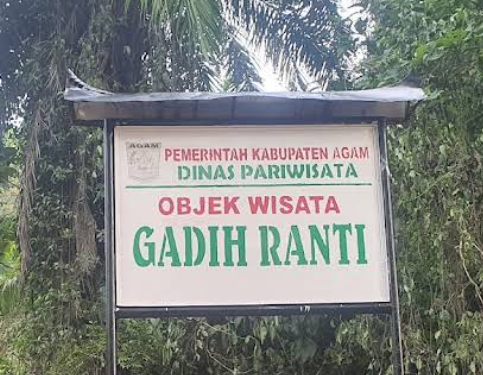 AGAM
PEMERINTAH KABUPATEN AGAM
DINAS PARIWISATA
OBJEK WISATA
GADIH RANTI